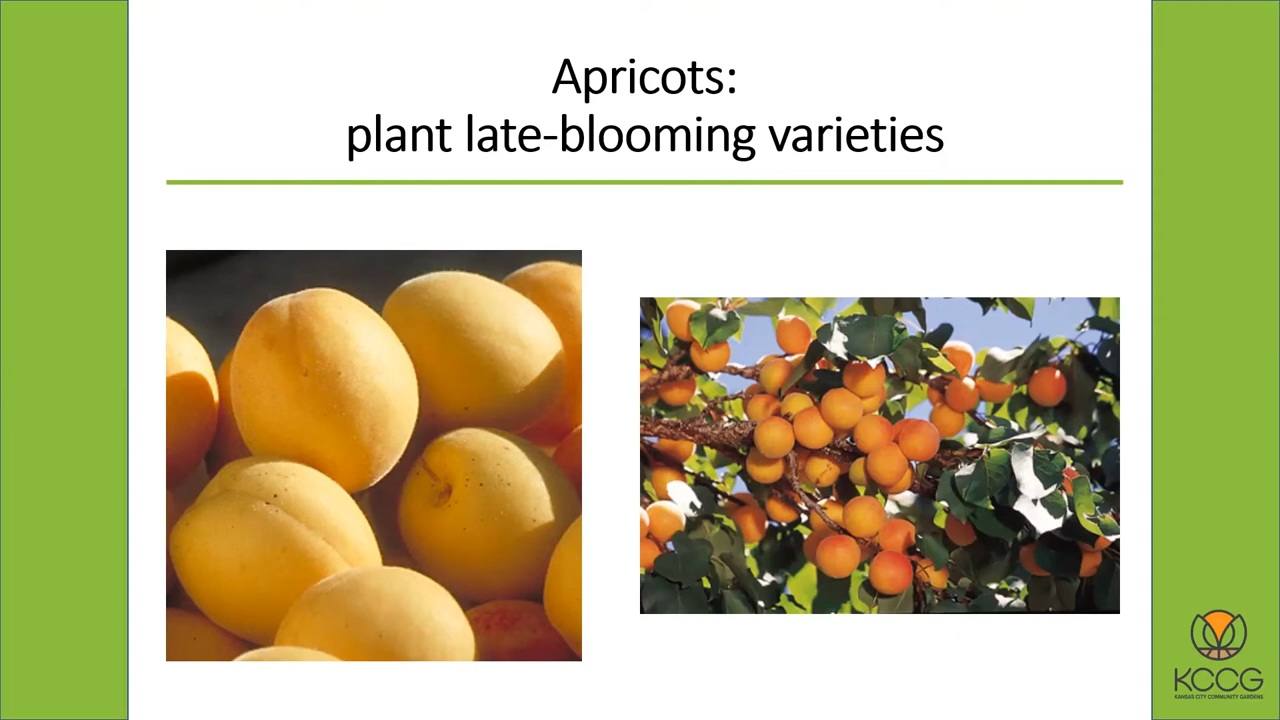 Apricots:
plant late-blooming varieties
KCCG
KANSAS CITY COMMUNITY GARDENS